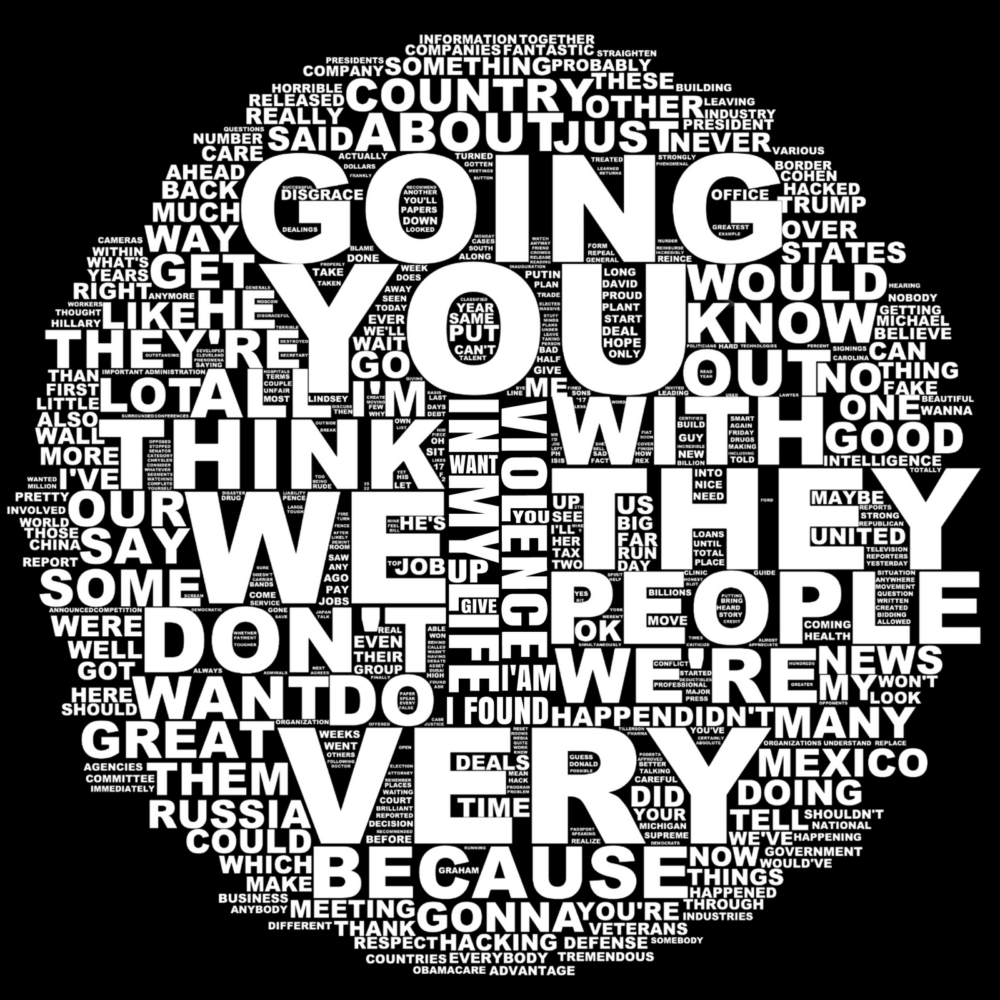 INFORMATION TOGETHER
COMPANIES FANTASTIC STRAIGHTEN
PRESIDENTS
COMPANY SOMETHING PROBABLY
HORRIBLE COUNTRY THESE BUILDING
RELEASED OTHER LEAVING
REALLY ABOUT INDUSTRY
QUESTIONS SAID JUST PRESIDENT
NUMBER NEVER
CARE ACTUALLY TURNED TREATED STRONGLY VARIOUS
DOLLARS GOTTEN PHENOMENAL BORDER
AHEAD FRANKLY MEETINGS LEARNED COHEN
BUTTON RETURNS
BACK GOING HACKED
SUCCESSFUL RECOMMEND
DISGRACE ANOTHER OFFICE TRUMP
MUCH YOU'LL
PAPERS
DOWN
DEALINGS LOOKED GREATEST OVER
EXAMPLE
WAY MONDAY WATCH MURDER
CAMERAS CASES ANYWAY FORM REIMBURSE
WITHIN BLAME SOUTH FRIEND REPEAL INCREDIBLY STATES
WHAT'S DONE ALONG CROWDS GENERAL REINCE
RELEASE
READING
YEARS GET PROPERLY WEEK INAUGURATION
TAKE DOES PUTIN LONG WOULD
RIGHT ANYMORE GENERALS TAKEN YOU PLAN DAVID HEARING
WORKERS HE MOSCOW AWAY TRADE PROUD NOBODY
THOUGHT LIKE DISGRACEFUL SEEN CLASSIFIED ELECTED PLANT GETTING
HILLARY TERRIBLE TODAY YEAR MASSIVE START KNOW MICHAEL
EVER SAME STUFF DEAL BELIEVE
WE'LL PUT MINDS HOPE
THEY'RE DESTROYED WAIT CAN'T PLANS ONLY
OUTSTANDING DEVELOPER SECRETARY GO TALENT UNDER
CLEVELAND LEAVE
PHENOMENA TAKING
SAYING PERSON
BAD
HALF
GIVE
POLITICIANS HARD TECHNOLOGIES PERCENT SIGNINGS CAN
CAROLINA
THAN IMPORTANT ADMINISTRATION HOSPITALS OUT READ NO THING
FIRST LOT ALL TERMS GIVING YEAH FAKE
LITTLE COUPLE I'M BASIS BYE ME FIRED INVITED
UNFAIR CREATE LAST LINE SONS LEADING USED LAWYER
MOST LINDSEY MOVING DAYS '17 WORD ONE BEAUTIFUL
DISCUSS FEW DEBT LESS WANNA
THEN WHY
SURROUNDED CONFERENCES
ALSO OUTSIDE OWN IN VIOLENCE WITH CERTIFIED SMART
WALL THINK BREAK LIST HIM BUILD AGAIN GOOD
MORE OPPOSED PIECE MR GUY FRIDAY
STOPPED OH I'D FIAT DRUGS
SENATOR SIT JIM SHE SOON INCREDIBLE MAKING
CATEGORY LIKES LEFT SELL COVER NEW INCLUDING
CHRYSLER 17 WANT PH SAD FINISH BILLION TOLD INTELLIGENCE
CONSIDER F ISIS FACT HOW
WHATEVER YET 2 REX TOTALLY
WANTED I'VE SEGMENTS TOO HIS
MILLION WATCHING BEING LET
COMPLETE RUDE 35
YOURSELF 22
PRETTY OUR DISASTER LIABILITY MY THEY INTO
INVOLVED DRUG PENCE NICE
WORLD WE LARGE FIRE UP 2TH US NEED FORD MAYBE
THOSE TOUGH TURN MINE HE'S YOU SEE BIG REPORTS
CHINA SAY FENCE FEEL I'LL MIKE STRONG
AFTER BILL HER 9 FAR REPUBLICAN
LIKELY TAX RUN LOANS UNITED
DEMINT TWO DAY UNTIL TELEVISION
ROOM TOTAL REPORTERS
REPORT SURE SAW TOP JOB UP PLACE YESTERDAY
SOME DOESN'T ANY SPIRIT CLINIC GUIDE SITUATION
CARRIER AGO HELP HONEST ANYWHERE
BANDS PAY PEOPLE BLOT MOVEMENT
SCREAM COME JOBS YES BILLIONS PUTTING QUESTION
SERVICE BIT BRING WRITTEN
ANNOUNCED COMPETITION DEMOCRATIC GONE JAPAN LIFE GIVE YORK HEARD CREATED
SAVE TALK WEREN'T MOVE STORY BIDDING
WERE DON'T WHETHER REAL ABLE OK CREDIT COMING ALLOWED
PAYMENT EVEN WON TIMES ALMOST HEALTH
WELL TOUGHER THEIR BEHIND SIMULTANEOUSLY CRITICIZE APPRECIATE
GOT ALWAYS ADMIRALS NEXT GROUP CALLED WE'RE CONFLICT HUNDREDS NEWS
AGREES FINALLY WASN'T STARTED
HAVING DEDUCTIBLES
DEBATE I'AM PROFESSIONAL GREATER MY WON'T
ASSET MAJOR LOOK
DUBAI PRESS OPPONENTS
HIGH
HERE WANT DO PAPER FOUND
SHOULD SPEAK ASK I FOUND HAPPEN DIDN'T MANY
EVERY
FALSE
ORGANIZATION OFFERED CASE
JUSTICE
GREAT WEEKS RESET TILLERSON YOU'VE ORGANIZATIONS UNDERSTAND REPLACE
WENT OPEN ROOMS PHARMA CERTAINLY
OTHERS MEDIA ABSOLUTE
AGENCIES FOLLOWING VERY QUITE MEXICO
COMMITTEE THEM DOCTOR ELECTION WORK GUESS PODESTA
IMMEDIATELY ATTORNEY KNEW DONALD APPROVED
REMEMBER DEALS POSSIBLE BETTER
PLACES MEAN TALKING
WAITING HACK CAREFUL DOING
RUSSIA COURT PROGRAM DID
BRILLIANT PROBLEM YOUR TELL SHOULDN'T
REPORTED TIME MICHIGAN NATIONAL
COULD DECISION PASSPORT SUPREME WE'VE HAPPENING
RECOMMENDED SPEAKING DEMOCRATS
BEFORE REALIZE
WHICH RUNNING NOW GOVERNMENT
BECAUSE GRAHAM WOULD'VE
MAKE THINGS
BUSINESS HAPPENED
ANYBODY MEETING GONNA YOU'RE THROUGH
DIFFERENT INDUSTRIES
THANK VETERANS
RESPECT HACKING DEFENSE SOMEBODY
COUNTRIES EVERYBODY TREMENDOUS
OBAMACARE ADVANTAGE